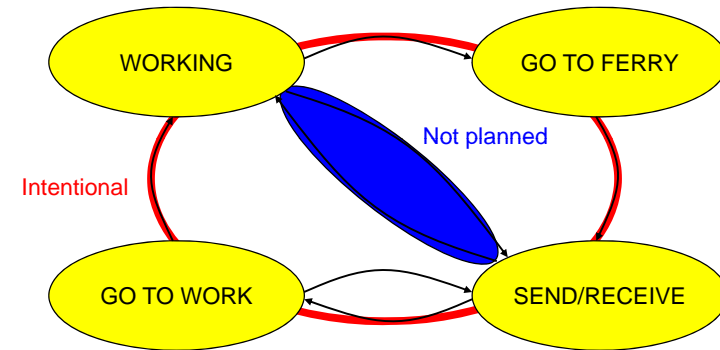 WORKING
GO TO FERRY
Not planned
Intentional
GO TO WORK
SEND/RECEIVE